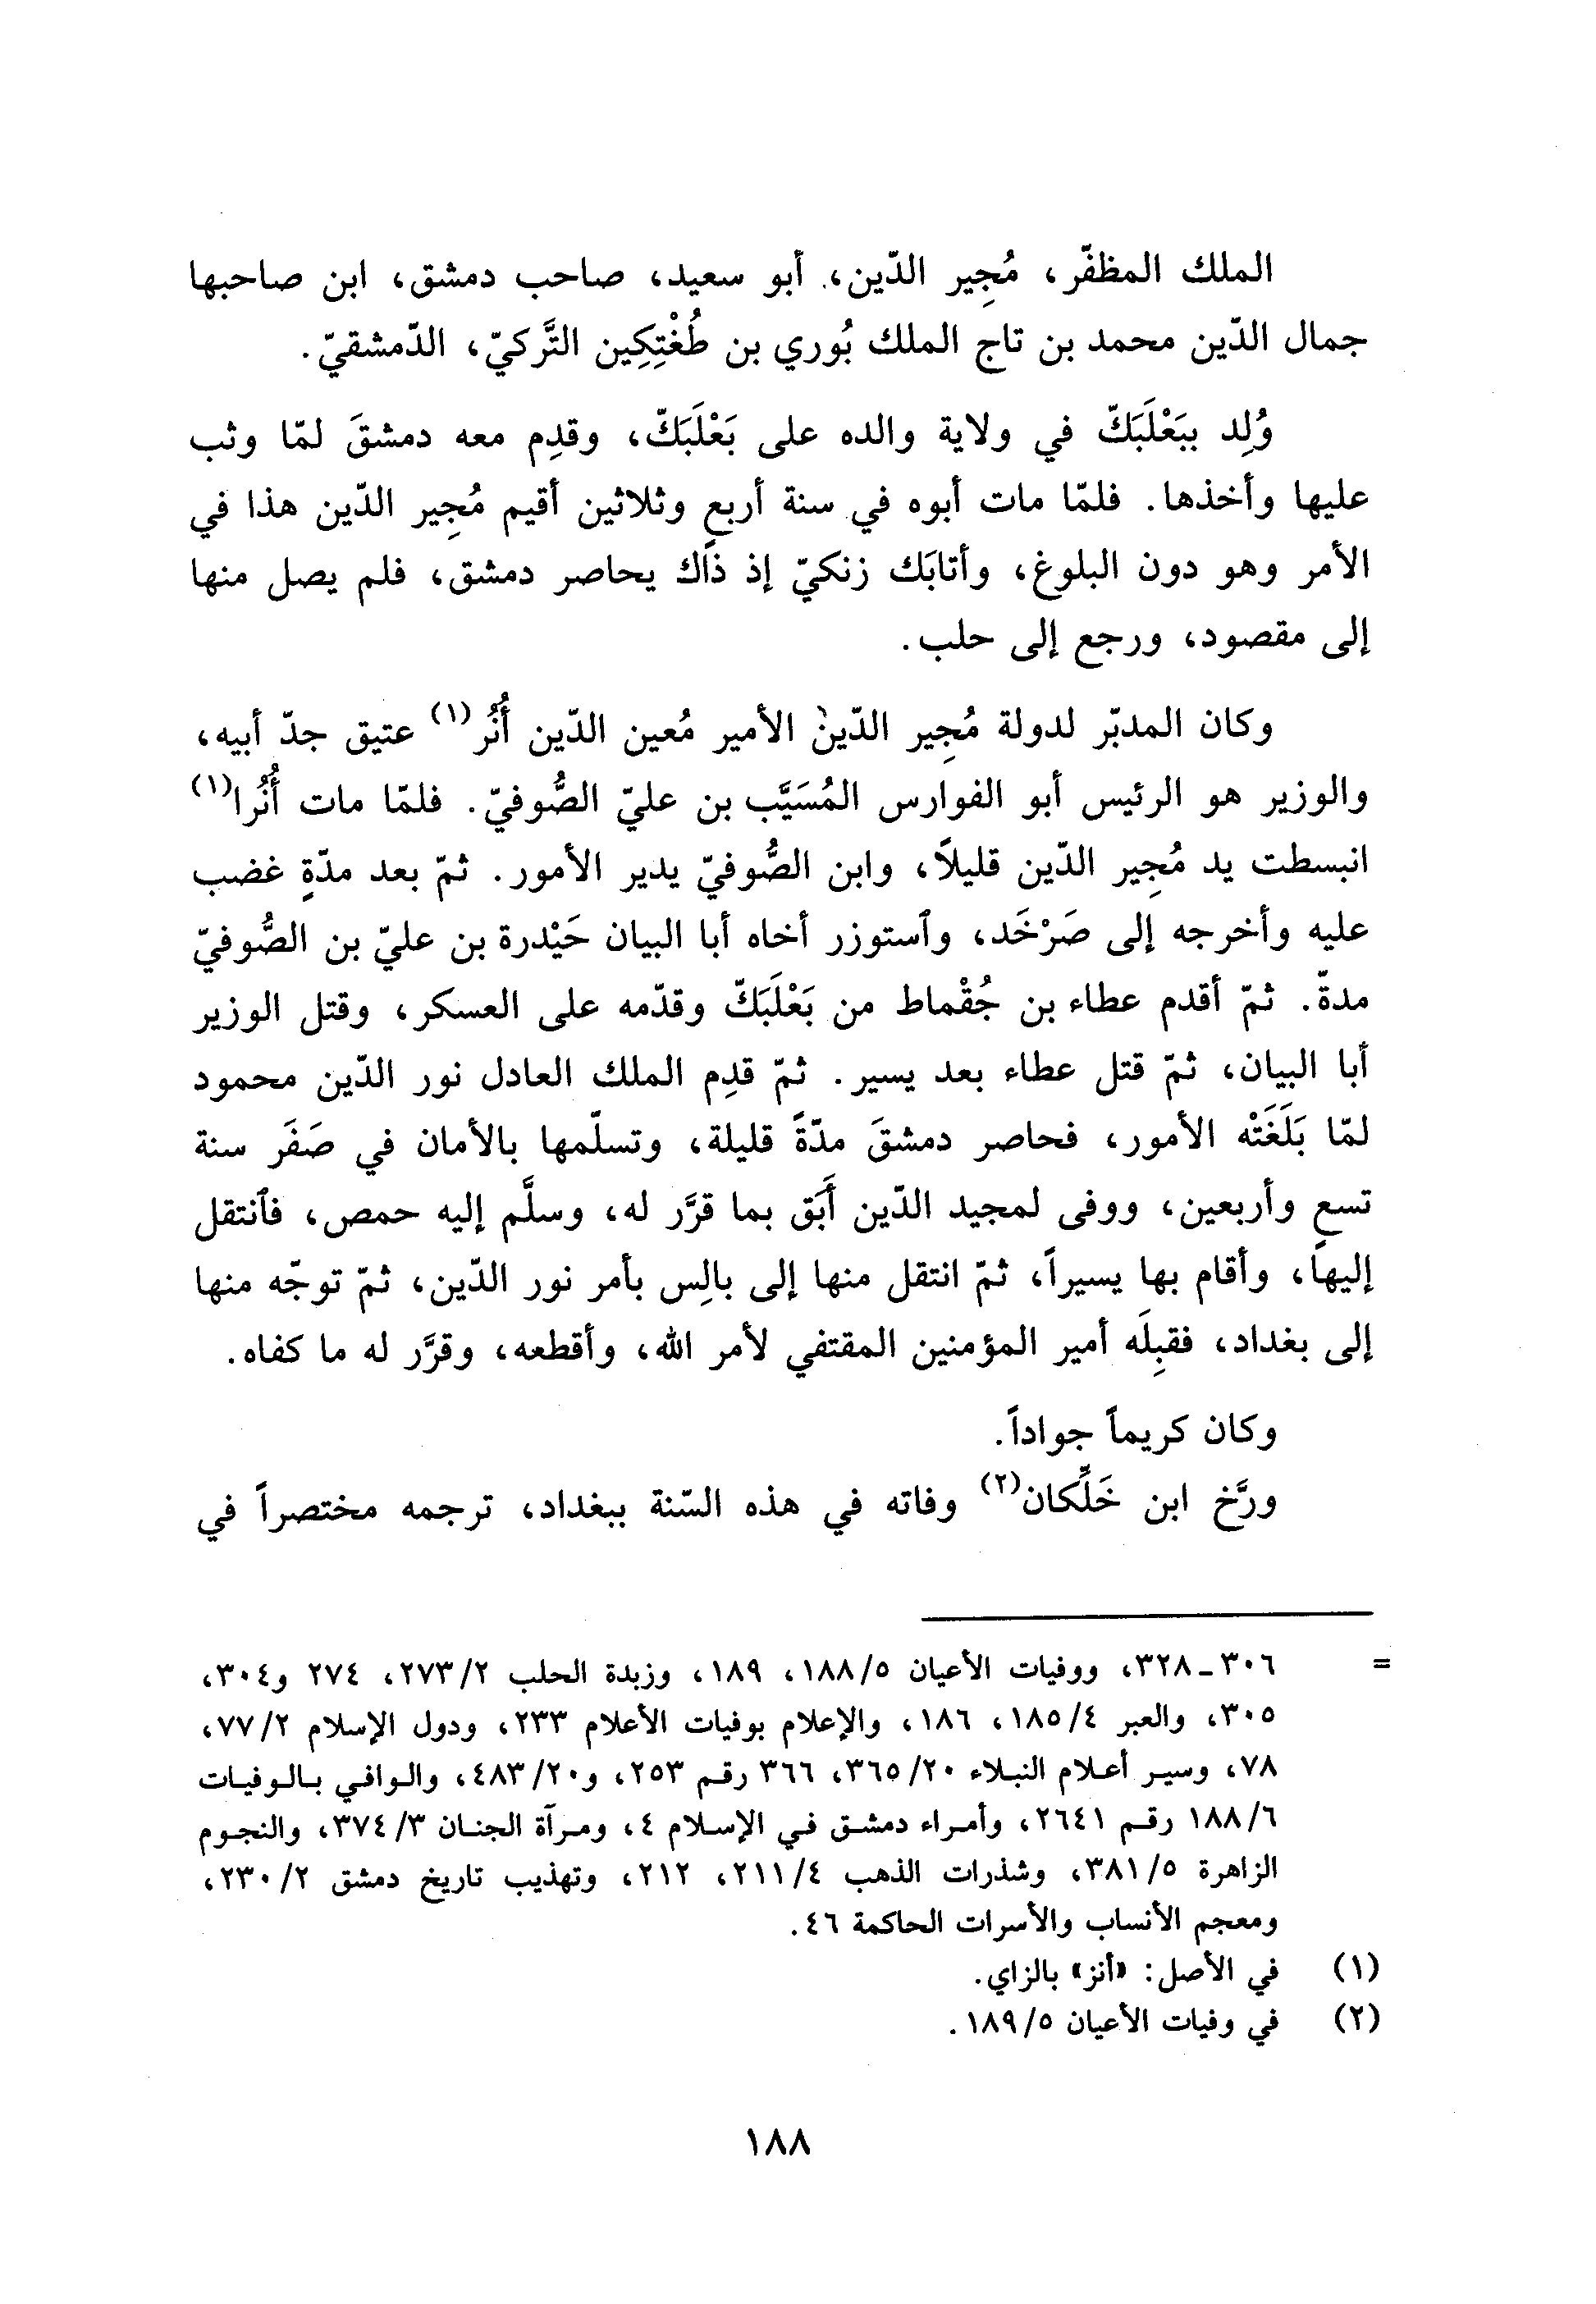 الملك المظفّر، مُجِير الدّين، أبو سعيد، صاحب دمشق، ابن صاحبها
جمال الدّين محمد بن تاج الملك بُوري بن طُغْتِكِين التَّركيّ، الدّمشقيّ.
وُلِد ببَعْلَبَكّ في ولاية والده على بَعْلَبَكّ، وقدِم معه دمشقَ لمّا وثب
عليها وأخذها. فلمّا مات أبوه في سنة أربعٍ وثلاثين أقيم مُجِير الدّين هذا في
الأمر وهو دون البلوغ، وأتابَك زنكيّ إذ ذاك يحاصر دمشق، فلم يصل منها
إلى مقصود، ورجع إلى حلب.
وكان المدبّر لدولة مُجِير الدّين الأمير مُعين الدّين أُنُر(١) عتيق جدّ أبيه،
والوزير هو الرئيس أبو الفوارس المُسَيَّب بن عليّ الصُّوفيّ. فلمّا مات أُنُرا(١)
انبسطت يد مُجِير الدّين قليلاً، وابن الصُّوفيّ يدير الأمور. ثمّ بعد مدّةٍ غضب
عليه وأخرجه إلى صَرْخَد، وٱستوزر أخاه أبا البيان حَيْدرة بن عليّ بن الصُّوفيّ
مدةّ. ثمّ أقدم عطاء بن جُقْماط من بَعْلَبَكّ وقدّمه على العسكر، وقتل الوزير
أبا البيان، ثمّ قتل عطاء بعد يسير. ثمّ قدِم الملك العادل نور الدّين محمود
لمّا بَلَغَتْه الأمور، فحاصر دمشقَ مدّةً قليلة، وتسلّمها بالأمان في صَفَر سنة
تسعٍ وأربعين، ووفى لمجيد الدّين أَبَق بما قرَّر له، وسلَّم إليه حمص، فٱنتقل
إليها، وأقام بها يسيراً، ثمّ انتقل منها إلى بالِس بأمر نور الدّين، ثمّ توجّه منها
إلى بغداد، فقبِلَه أمير المؤمنين المقتفي لأمر الله، وأقطعه، وقرَّر له ما كفاه.
وكان كريماً جواداً.
ورَّخ ابن خَلِّكان(٢) وفاته في هذه السّنة ببغداد، ترجمه مختصراً في
= ٣٠٦ - ٣٢٨، ووفيات الأعيان ٥/١٨٨، ١٨٩، وزبدة الحلب ٢/٢٧٣، ٢٧٤ و٣٠٤،
٣٠٥، والعبر ٤/١٨٥، ١٨٦، والإعلام بوفيات الأعلام ٢٣٣، ودول الإسلام ٢/٧٧،
٧٨، وسير أعلام النبلاء ٢٠/٣٦٥، ٣٦٦ رقم ٢٥٣، و٢٠/٤٨٣، والوافي بالوفيات
٦/١٨٨ رقم ٢٦٤١، وأمراء دمشق في الإسلام ٤، ومرآة الجنان ٣/٣٧٤، والنجوم
الزاهرة ٥/٣٨١، وشذرات الذهب ٤/٢١١، ٢١٢، وتهذيب تاريخ دمشق ٢/٢٣٠،
ومعجم الأنساب والأسرات الحاكمة ٤٦.
(١) في الأصل: «أنز» بالزاي.
(٢) في وفيات الأعيان ٥/١٨٩.
١٨٨